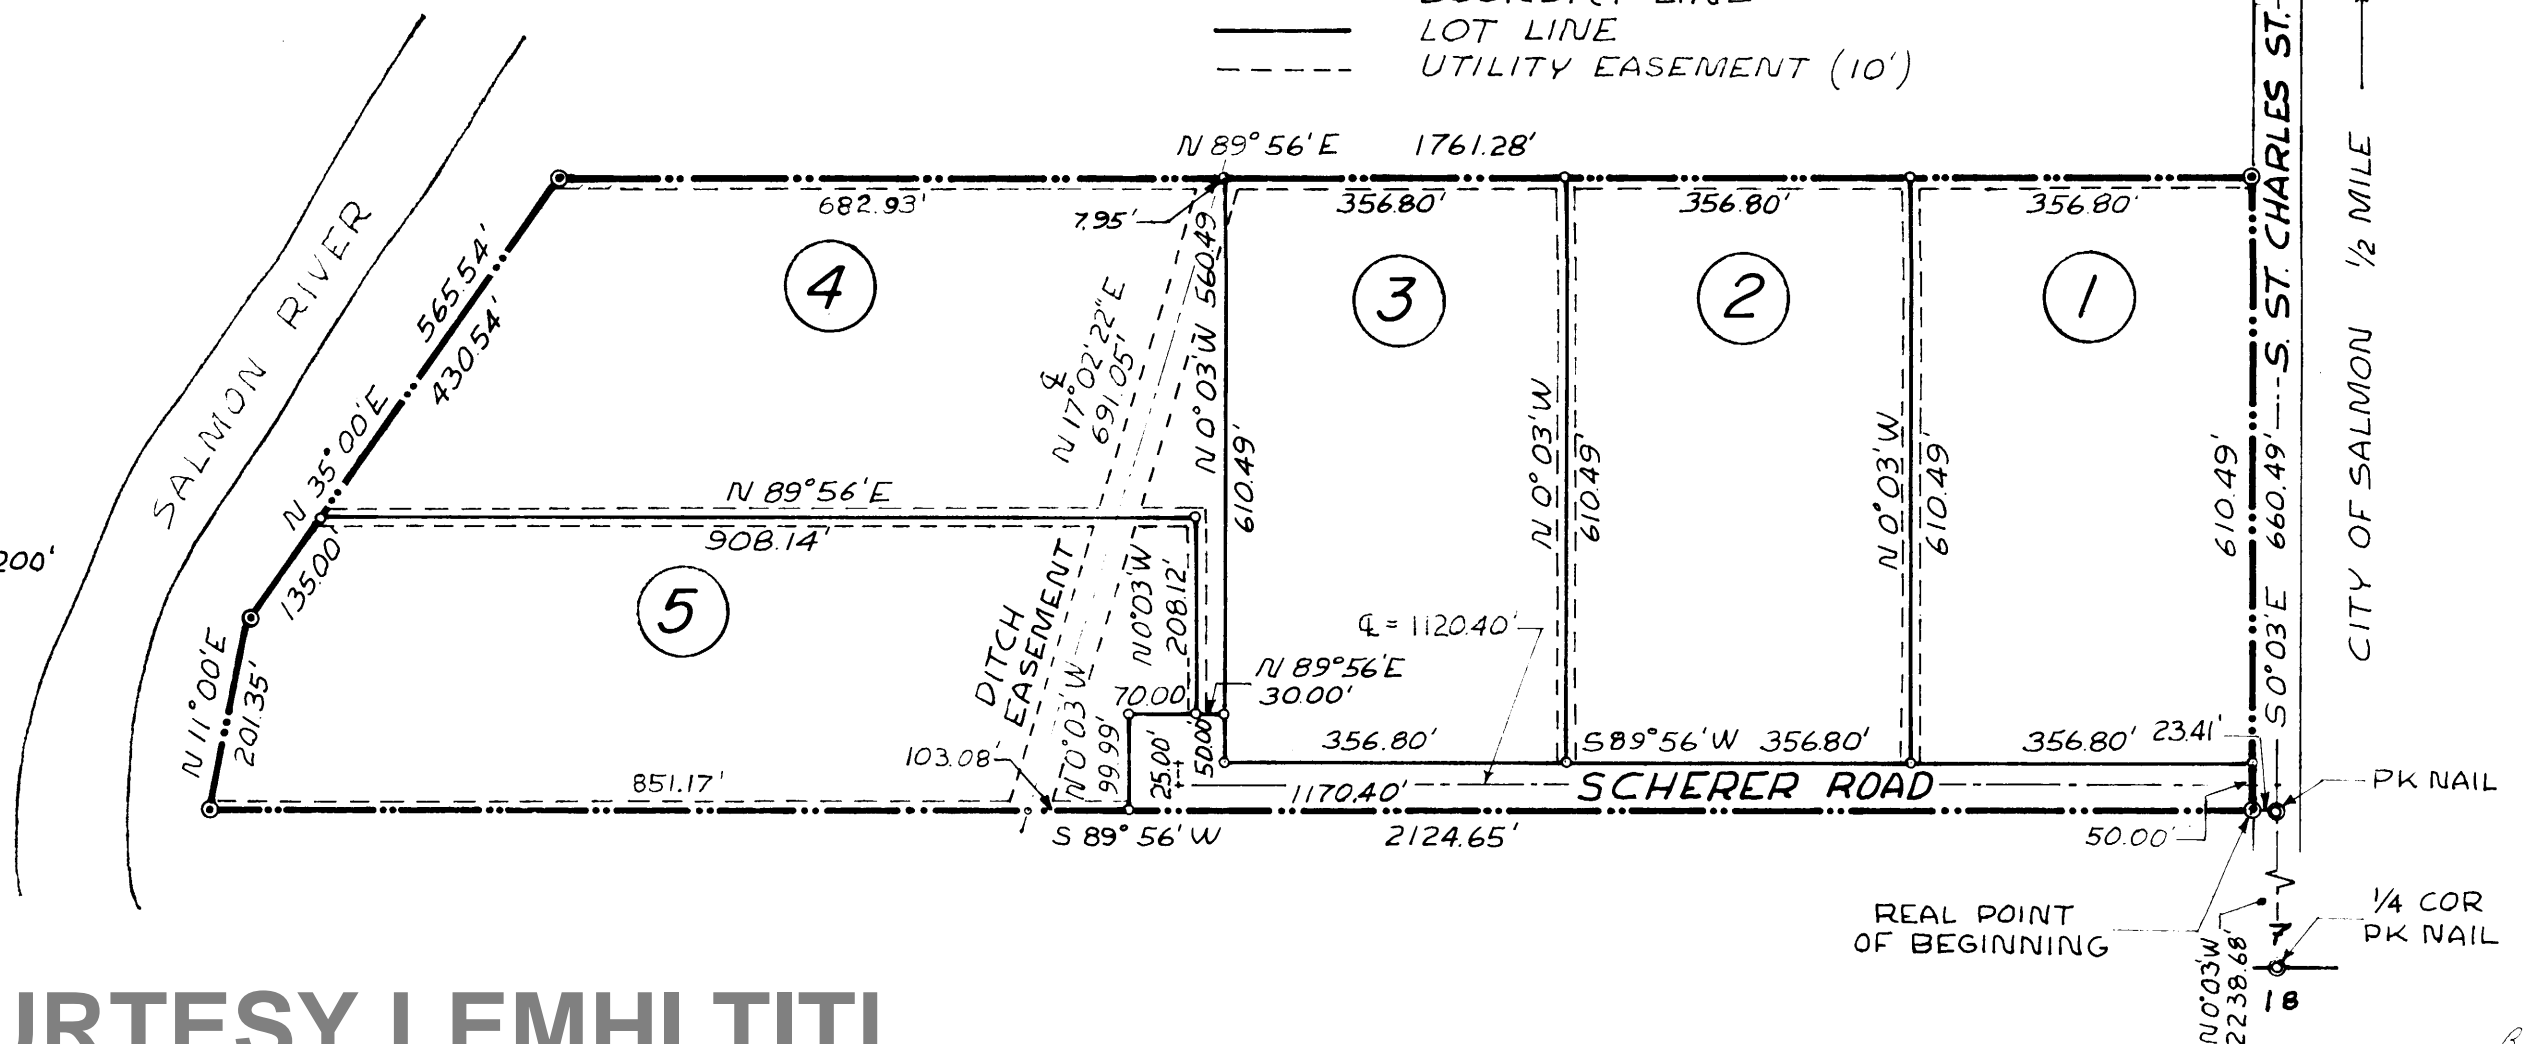 LOT LINE
UTILITY EASEMENT (10')
N 89°56'E 1761.28'
682.93'
7.95'
356.80'
356.80'
356.80'
4
3
2
1
5
SALMON RIVER
565.54'
430.54'
N 35°00'E
135.00'
N 11°00'E
201.35'
200'
℄
N 17°02'22"E
691.05'
N 0°03'W 560.49
610.49'
N 0°03'W
610.49'
N 0°03'W
610.49'
610.49'
S 0°03'E 660.49'
S. ST. CHARLES ST.
CITY OF SALMON 1/2 MILE
N 89°56'E
908.14'
DITCH
EASEMENT
N 0°03'W
208.12'
N 0°03'W
99.99'
70.00'
25.00'
50.00'
N 89°56'E
30.00'
℄ = 1120.40'
103.08'
851.17'
356.80'
S 89°56'W 356.80'
356.80'
23.41'
1170.40'
SCHERER ROAD
PK NAIL
S 89°56'W
2124.65'
50.00'
REAL POINT
OF BEGINNING
1/4 COR
PK NAIL
N 0°03'W
2238.68'
7
18
URTESY LEMHI TITL